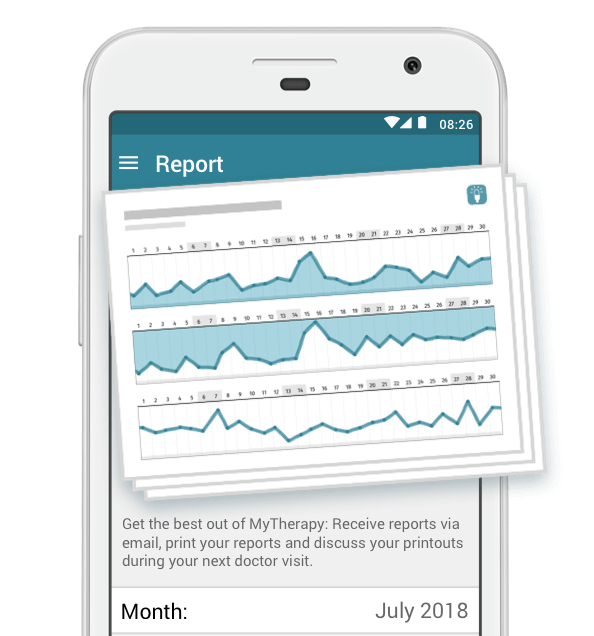 08:26
Report
1 2 3 4 5 6 7 8 9 10 11 12 13 14 15 16 17 18 19 20 21 22 23 24 25 26 27 28 29 30
1 2 3 4 5 6 7 8 9 10 11 12 13 14 15 16 17 18 19 20 21 22 23 24 25 26 27 28 29 30
1 2 3 4 5 6 7 8 9 10 11 12 13 14 15 16 17 18 19 20 21 22 23 24 25 26 27 28 29 30
Get the best out of MyTherapy: Receive reports via
email, print your reports and discuss your printouts
during your next doctor visit.
Month: July 2018